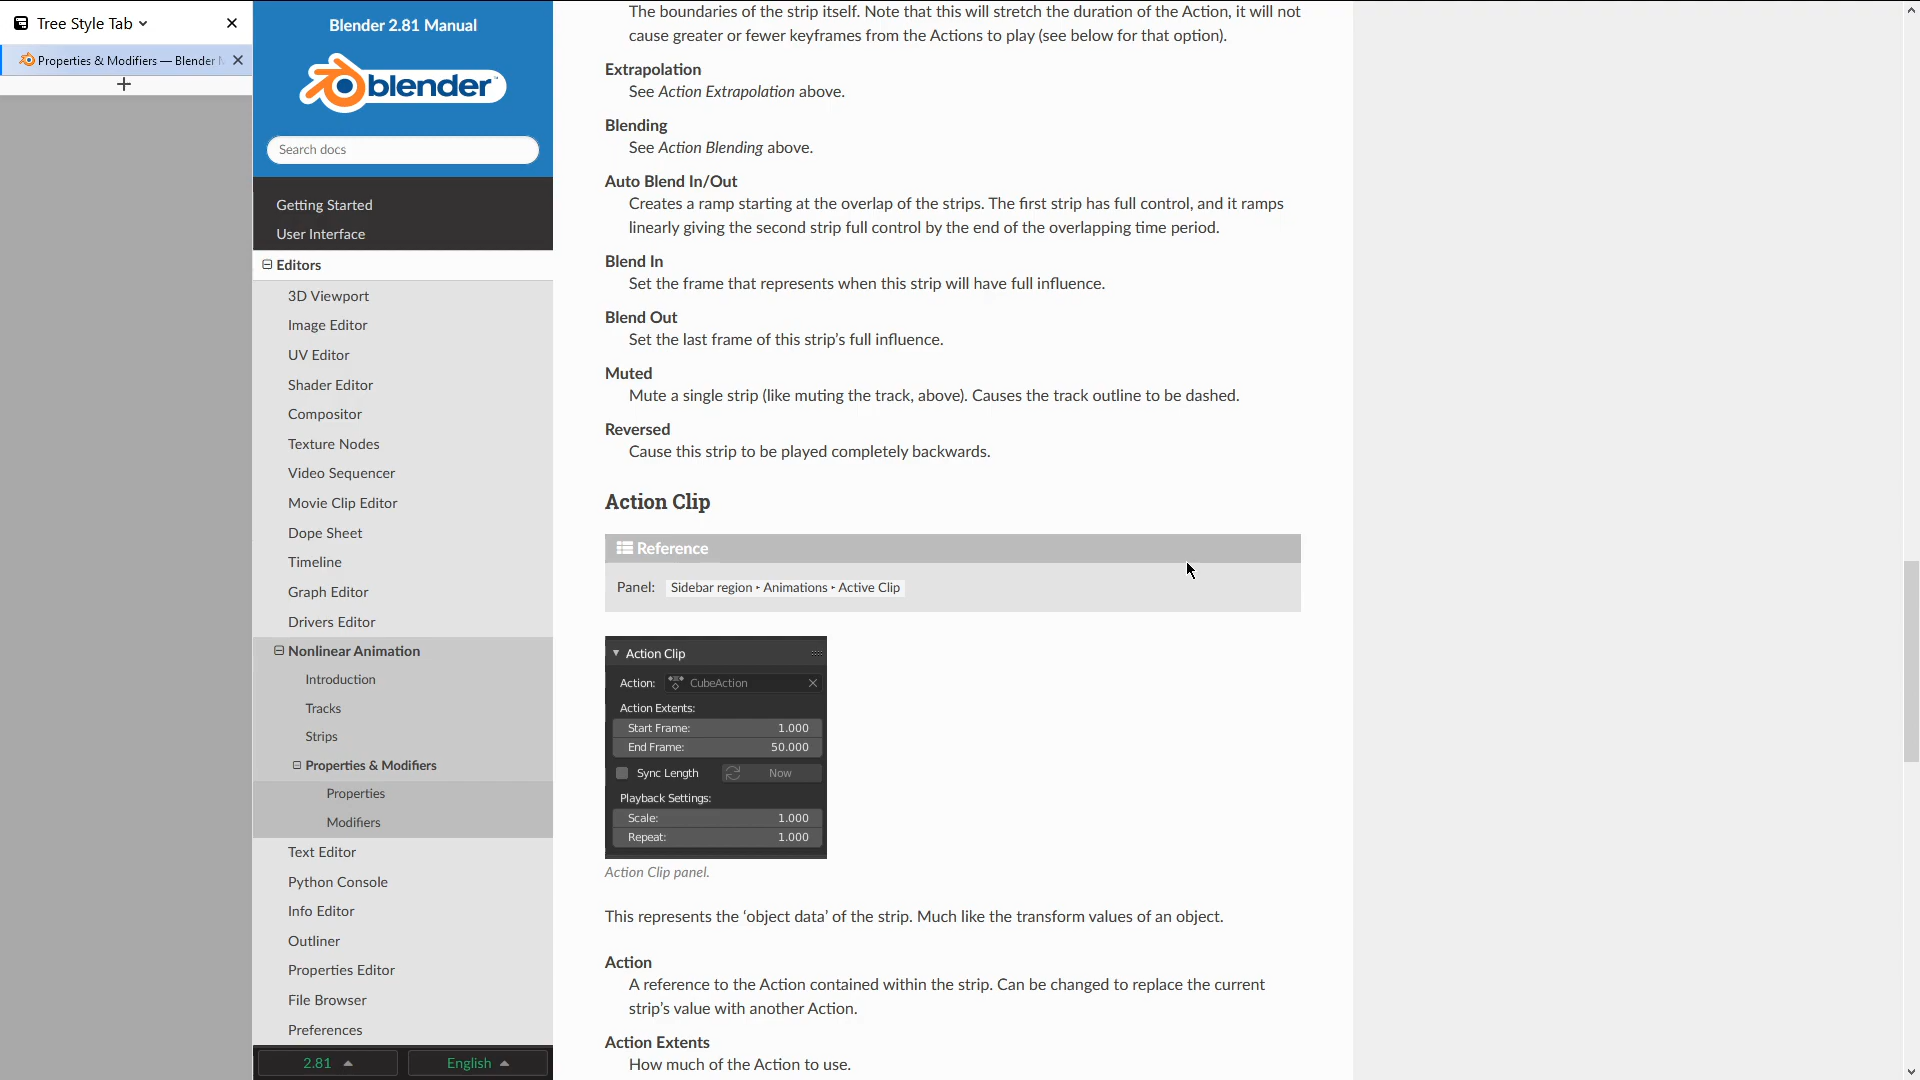 Tree Style Tab
Properties & Modifiers — Blender
Blender 2.81 Manual
blender
Search docs
Getting Started
User Interface
Editors
3D Viewport
Image Editor
UV Editor
Shader Editor
Compositor
Texture Nodes
Video Sequencer
Movie Clip Editor
Dope Sheet
Timeline
Graph Editor
Drivers Editor
Nonlinear Animation
Introduction
Tracks
Strips
Properties & Modifiers
Properties
Modifiers
Text Editor
Python Console
Info Editor
Outliner
Properties Editor
File Browser
Preferences
2.81 English
The boundaries of the strip itself. Note that this will stretch the duration of the Action, it will not
cause greater or fewer keyframes from the Actions to play (see below for that option).
Extrapolation
See Action Extrapolation above.
Blending
See Action Blending above.
Auto Blend In/Out
Creates a ramp starting at the overlap of the strips. The first strip has full control, and it ramps
linearly giving the second strip full control by the end of the overlapping time period.
Blend In
Set the frame that represents when this strip will have full influence.
Blend Out
Set the last frame of this strip’s full influence.
Muted
Mute a single strip (like muting the track, above). Causes the track outline to be dashed.
Reversed
Cause this strip to be played completely backwards.
Action Clip
Reference
Panel: Sidebar region ‣ Animations ‣ Active Clip
Action Clip
Action: CubeAction
Action Extents:
Start Frame: 1.000
End Frame: 50.000
Sync Length Now
Playback Settings:
Scale: 1.000
Repeat: 1.000
Action Clip panel.
This represents the ‘object data’ of the strip. Much like the transform values of an object.
Action
A reference to the Action contained within the strip. Can be changed to replace the current
strip’s value with another Action.
Action Extents
How much of the Action to use.